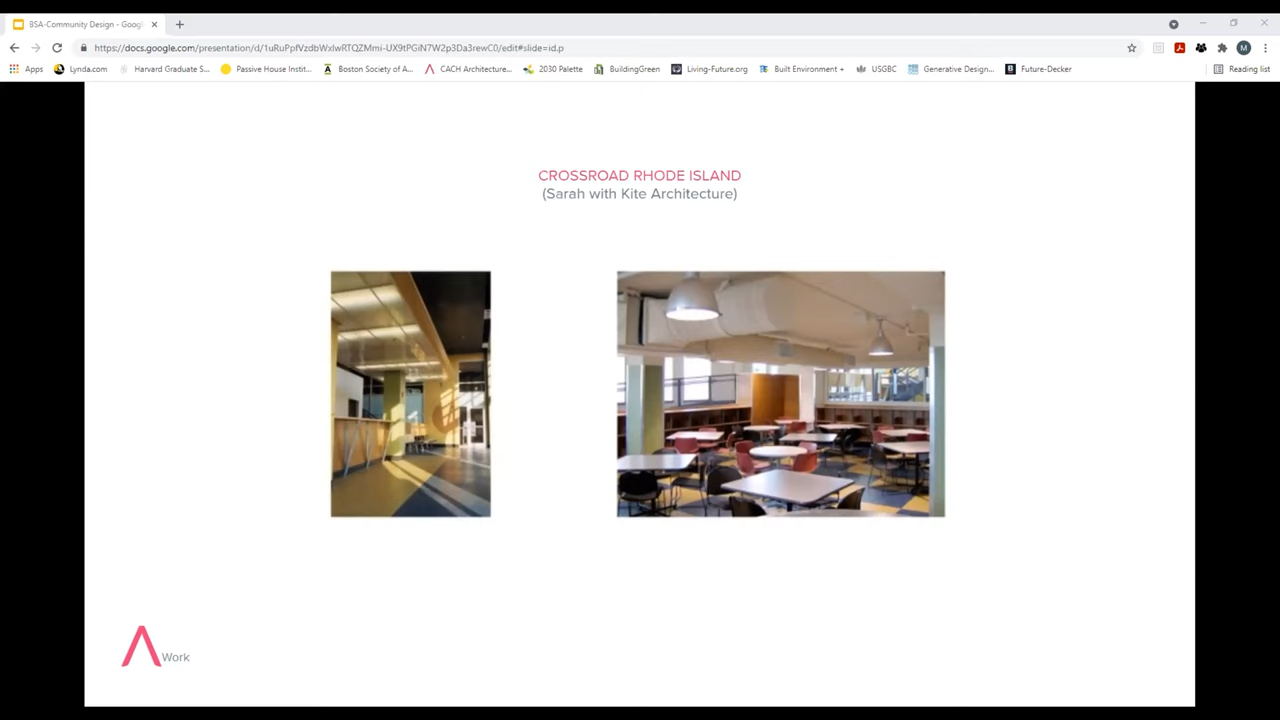 BSA-Community Design - Googl
https://docs.google.com/presentation/d/1uRuPpfVzdbWxlwRTQZMmi-UX9tPGiN7W2p3Da3rewC0/edit#slide=id.p
Apps Lynda.com Harvard Graduate S... Passive House Instit... Boston Society of A... CACH Architecture... 2030 Palette BuildingGreen Living-Future.org Built Environment + USGBC Generative Design... Future-Decker Reading list
CROSSROAD RHODE ISLAND
(Sarah with Kite Architecture)
Work